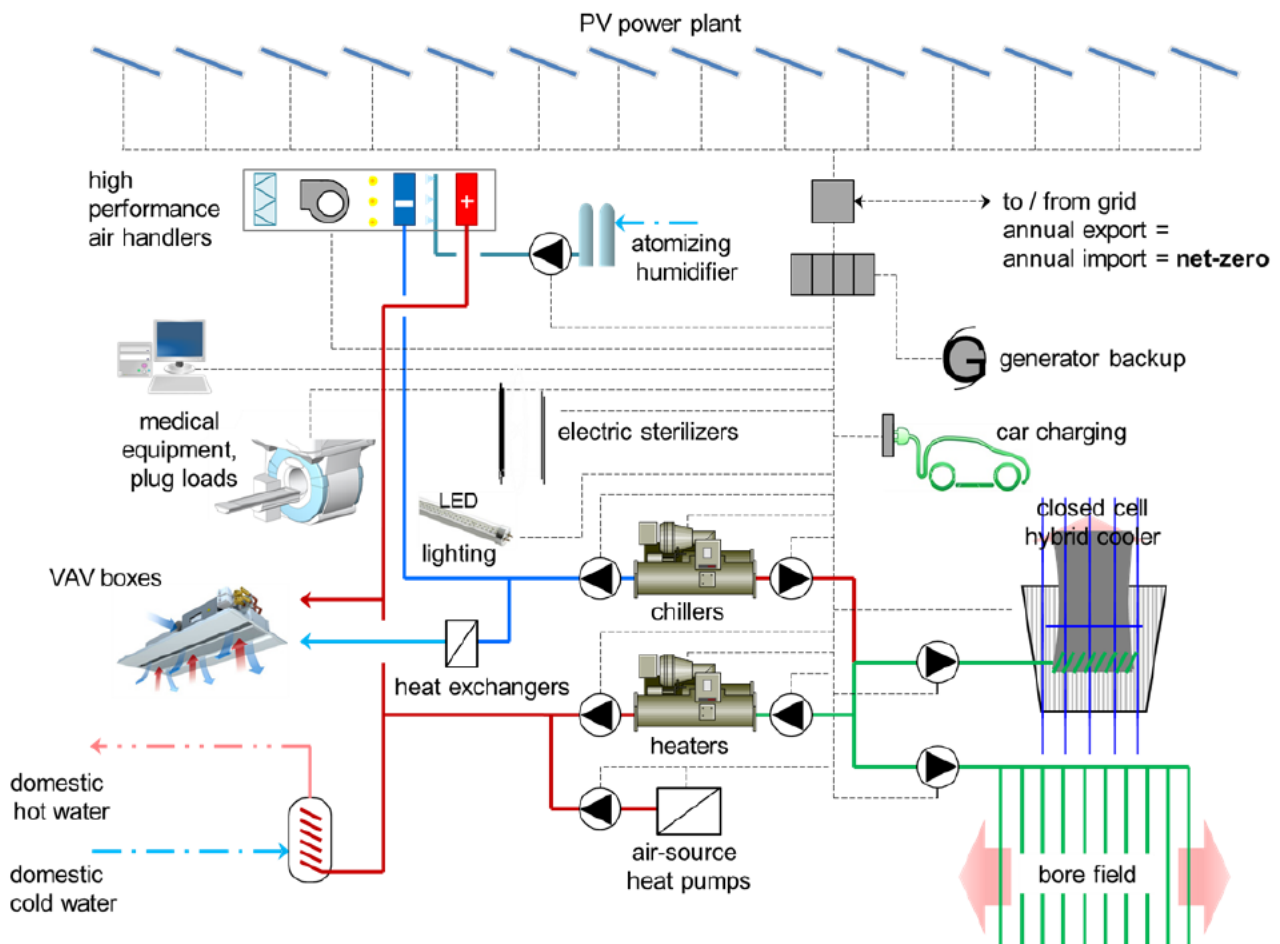 PV power plant
high
performance
air handlers
+
atomizing
humidifier
to / from grid
annual export =
annual import = net-zero
G
generator backup
medical
equipment,
plug loads
electric sterilizers
car charging
LED
lighting
closed cell
hybrid cooler
VAV boxes
chillers
heat exchangers
heaters
domestic
hot water
air-source
heat pumps
domestic
cold water
bore field